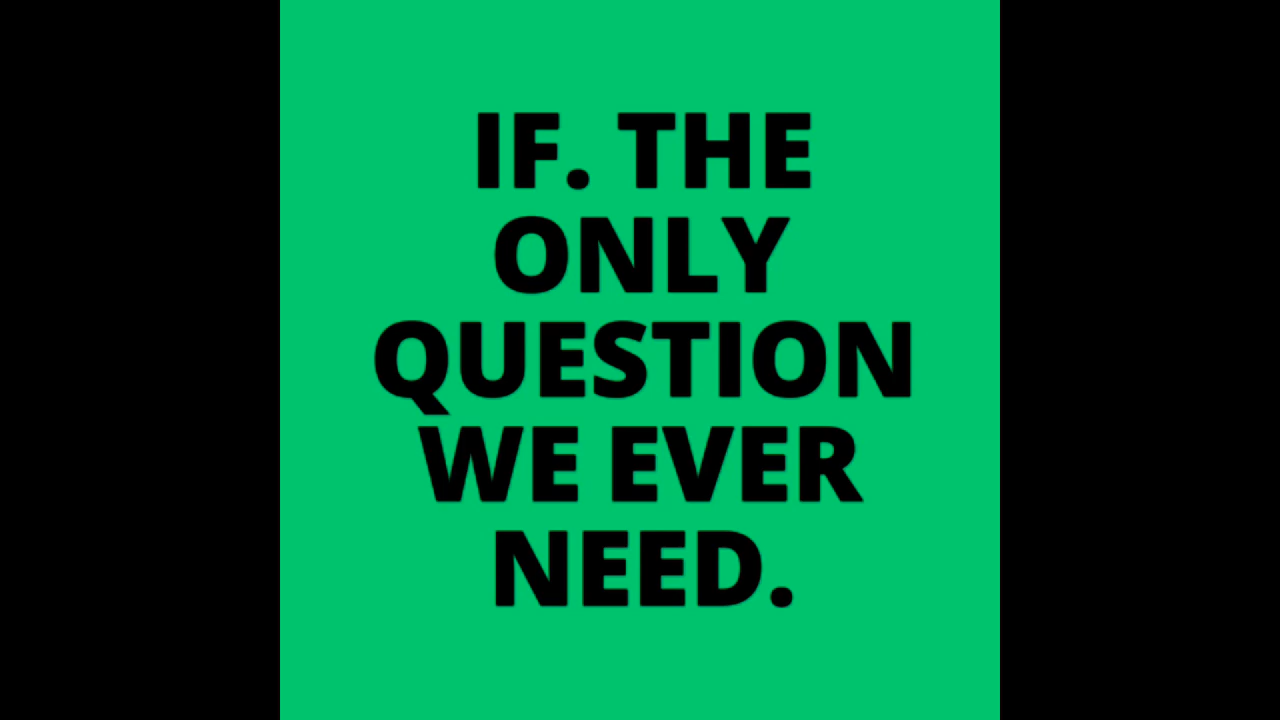 IF. THE
ONLY
QUESTION
WE EVER
NEED.